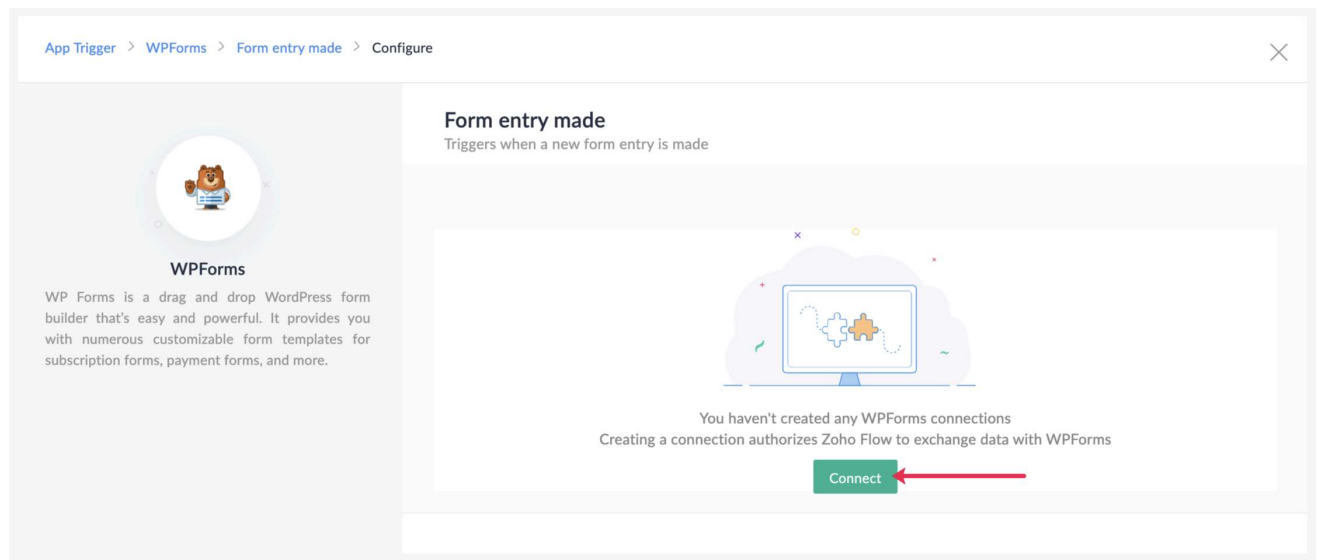 App Trigger > WPForms > Form entry made > Configure
Form entry made
Triggers when a new form entry is made
WPForms
WP Forms is a drag and drop WordPress form
builder that's easy and powerful. It provides you
with numerous customizable form templates for
subscription forms, payment forms, and more.
You haven't created any WPForms connections
Creating a connection authorizes Zoho Flow to exchange data with WPForms
Connect